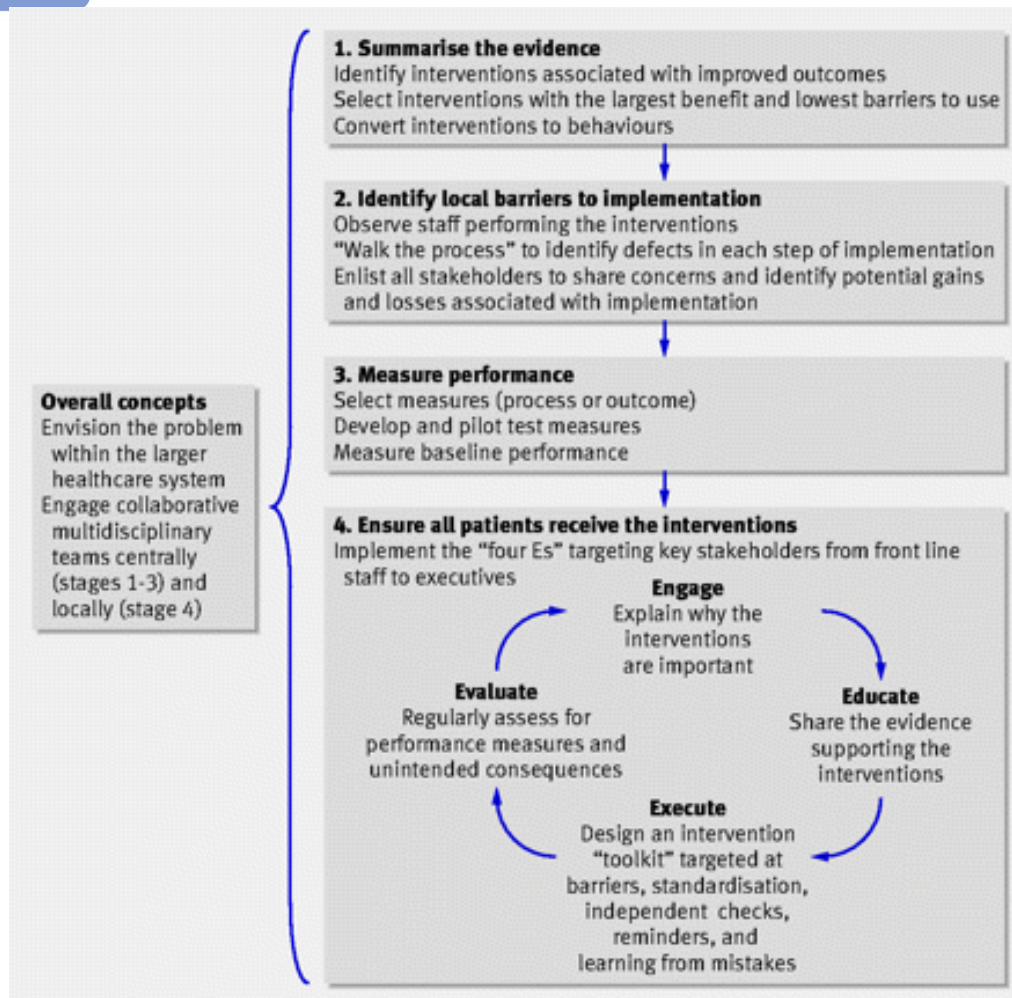 1. Summarise the evidence
Identify interventions associated with improved outcomes
Select interventions with the largest benefit and lowest barriers to use
Convert interventions to behaviours
2. Identify local barriers to implementation
Observe staff performing the interventions
“Walk the process” to identify defects in each step of implementation
Enlist all stakeholders to share concerns and identify potential gains
and losses associated with implementation
3. Measure performance
Select measures (process or outcome)
Develop and pilot test measures
Measure baseline performance
Overall concepts
Envision the problem
within the larger
healthcare system
Engage collaborative
multidisciplinary
teams centrally
(stages 1-3) and
locally (stage 4)
4. Ensure all patients receive the interventions
Implement the “four Es” targeting key stakeholders from front line
staff to executives
Engage
Explain why the
interventions
are important
Educate
Share the evidence
supporting the
interventions
Execute
Design an intervention
“toolkit” targeted at
barriers, standardisation,
independent checks,
reminders, and
learning from mistakes
Evaluate
Regularly assess for
performance measures and
unintended consequences